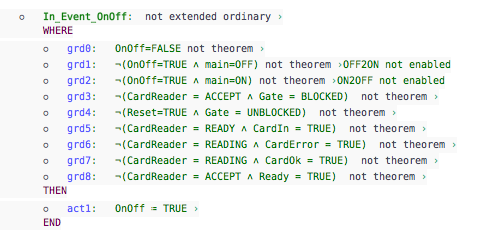 In_Event_OnOff: not extended ordinary ›
WHERE
grd0: OnOff=FALSE not theorem ›
grd1: ¬(OnOff=TRUE ∧ main=OFF) not theorem ›OFF2ON not enabled
grd2: ¬(OnOff=TRUE ∧ main=ON) not theorem ›ON2OFF not enabled
grd3: ¬(CardReader = ACCEPT ∧ Gate = BLOCKED) not theorem ›
grd4: ¬(Reset=TRUE ∧ Gate = UNBLOCKED) not theorem ›
grd5: ¬(CardReader = READY ∧ CardIn = TRUE) not theorem ›
grd6: ¬(CardReader = READING ∧ CardError = TRUE) not theorem ›
grd7: ¬(CardReader = READING ∧ CardOk = TRUE) not theorem ›
grd8: ¬(CardReader = ACCEPT ∧ Ready = TRUE) not theorem ›
THEN
act1: OnOff ≔ TRUE ›
END